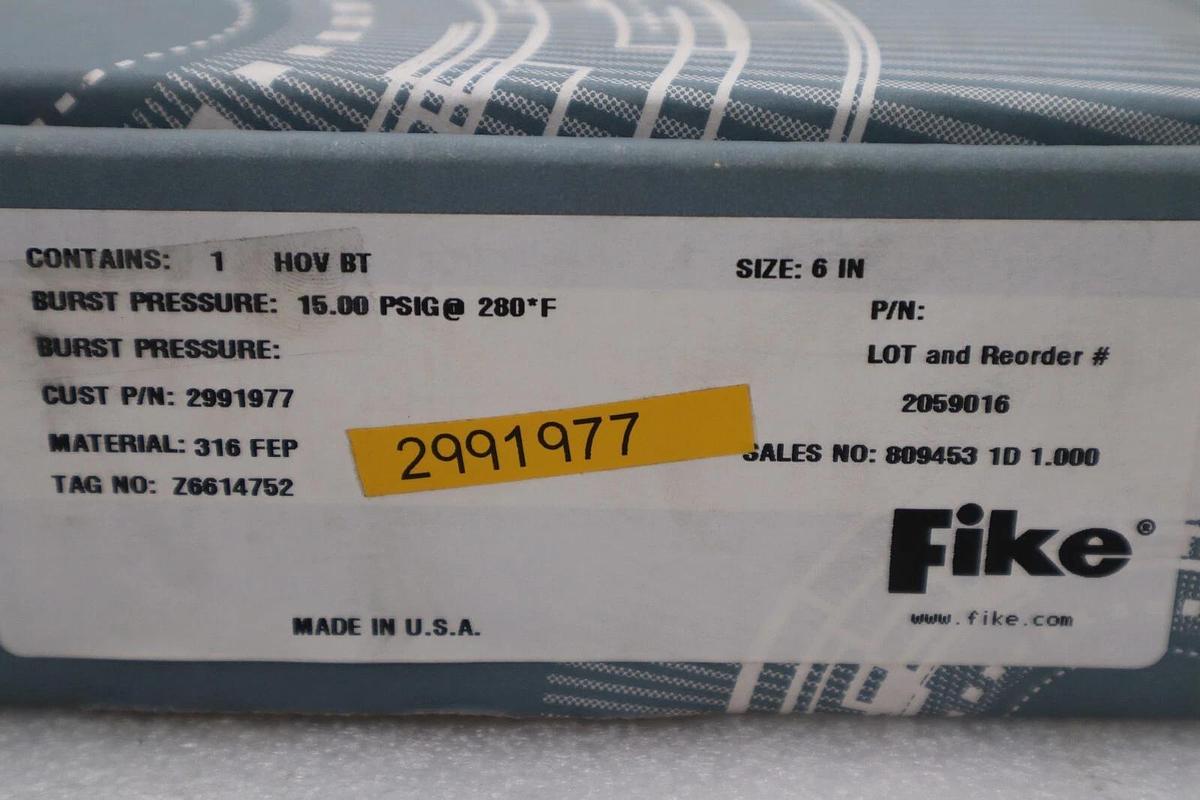 CONTAINS: 1 HOV BT
SIZE: 6 IN
BURST PRESSURE: 15.00 PSIG@ 280*F
P/N:
BURST PRESSURE:
LOT and Reorder #
CUST P/N: 2991977
2059016
2991977
MATERIAL: 316 FEP
SALES NO: 809453 1D 1.000
TAG NO: Z6614752
Fike®
www.fike.com
MADE IN U.S.A.